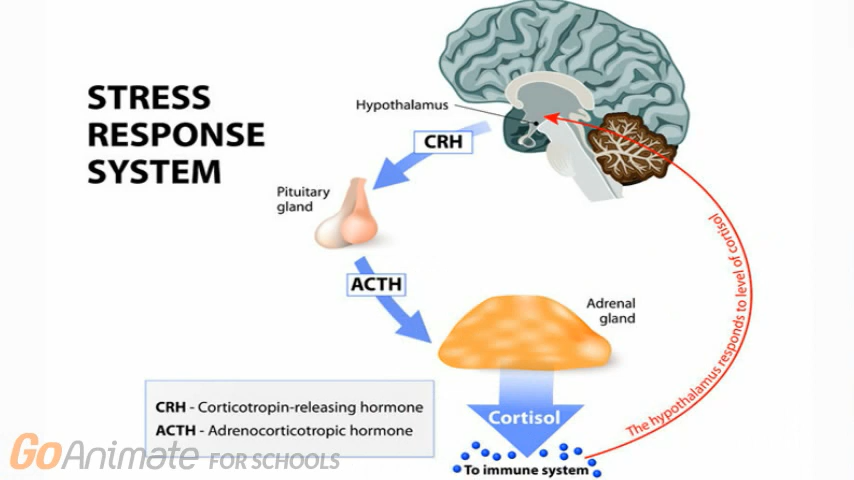 STRESS
RESPONSE
SYSTEM
Hypothalamus
CRH
Pituitary
gland
ACTH
Adrenal
gland
Cortisol
To immune system
The hypothalamus responds to level of cortisol
CRH - Corticotropin-releasing hormone
ACTH - Adrenocorticotropic hormone
GoAnimate FOR SCHOOLS